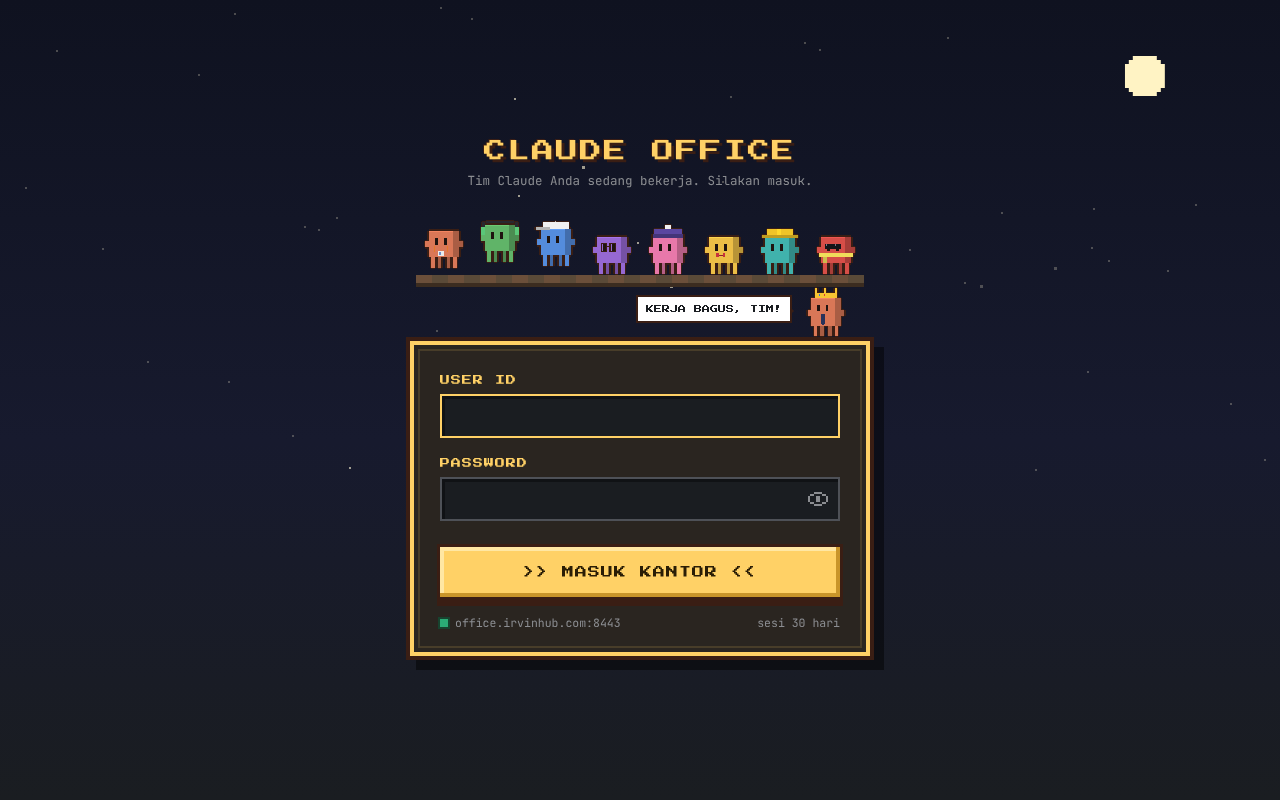 CLAUDE OFFICE
Tim Claude Anda sedang bekerja. Silakan masuk.
KERJA BAGUS, TIM!
USER ID
PASSWORD
>> MASUK KANTOR <<
office.irvinhub.com:8443
sesi 30 hari